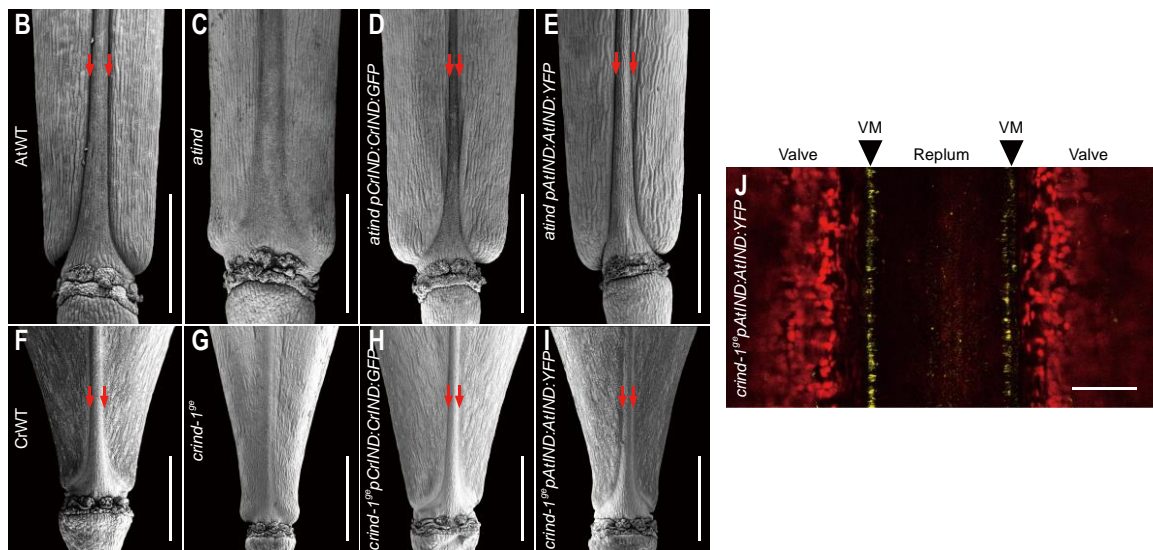 B
AtWT
C
atind
D
atind pCrIND:CrIND:GFP
E
atind pAtIND:AtIND:YFP
F
CrWT
G
crind-1ge
H
crind-1ge pCrIND:CrIND:GFP
I
crind-1ge pAtIND:AtIND:YFP
VM
VM
Valve
Replum
Valve
J
crind-1ge pAtIND:AtIND:YFP